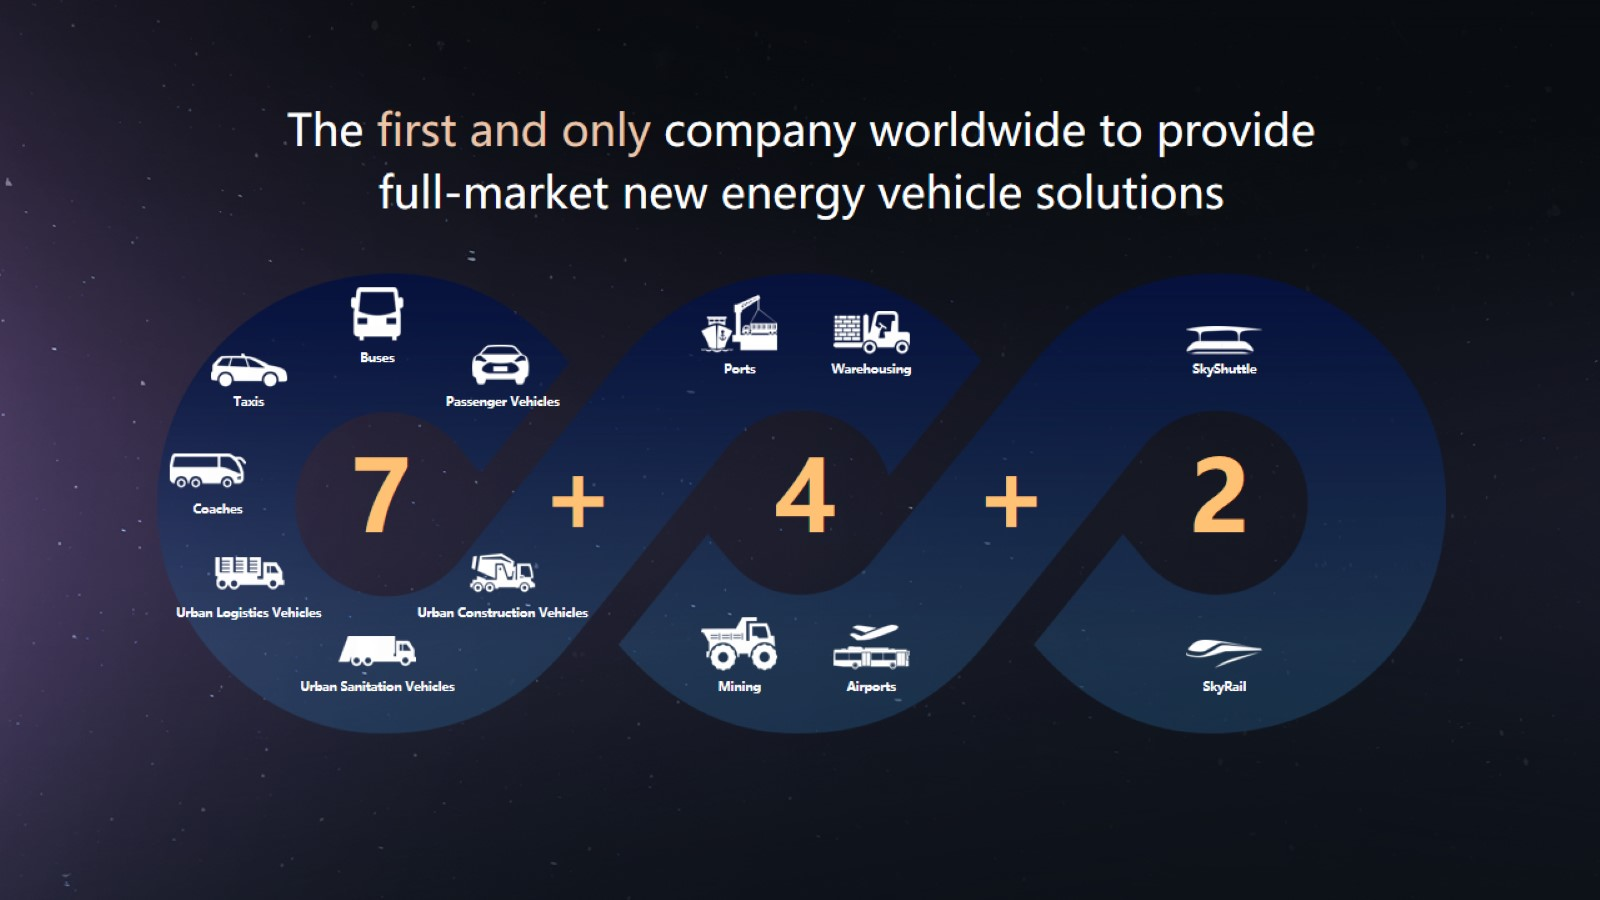 The first and only company worldwide to provide
full-market new energy vehicle solutions
Buses
Taxis
Passenger Vehicles
Coaches
Urban Logistics Vehicles
Urban Construction Vehicles
Urban Sanitation Vehicles
7
+
Ports
Warehousing
4
Mining
Airports
+
SkyShuttle
2
SkyRail